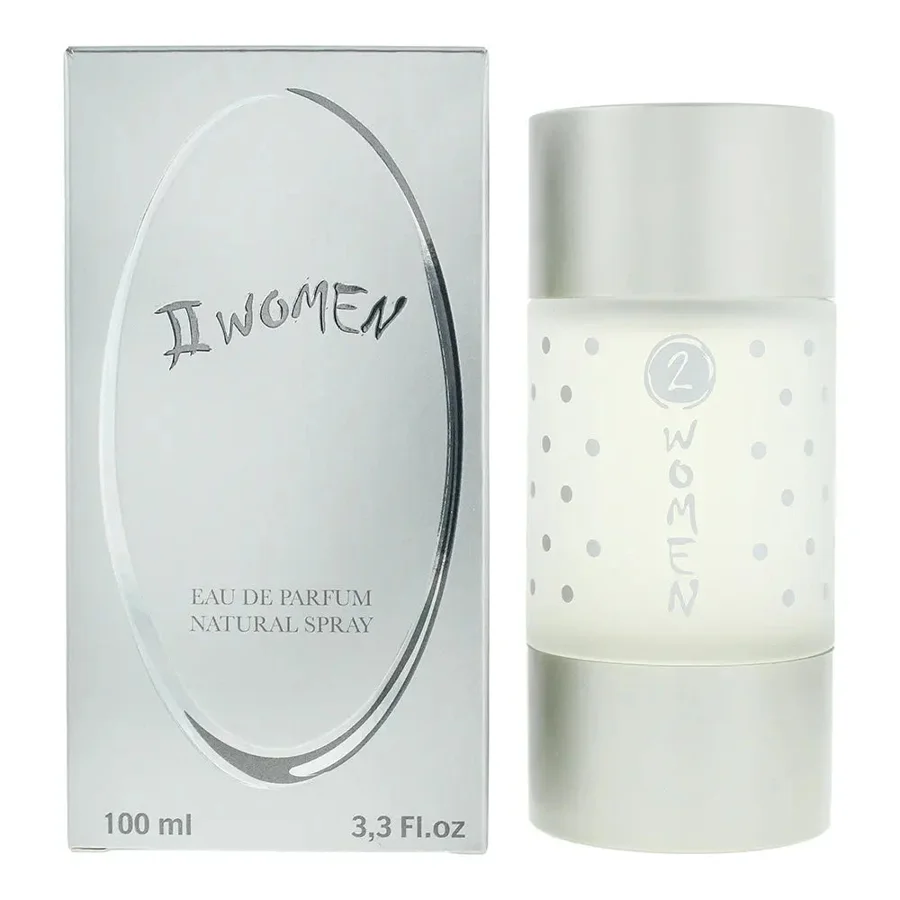 II WOMEN
EAU DE PARFUM
NATURAL SPRAY
100 ml
3,3 Fl.oz
2
WOMEN